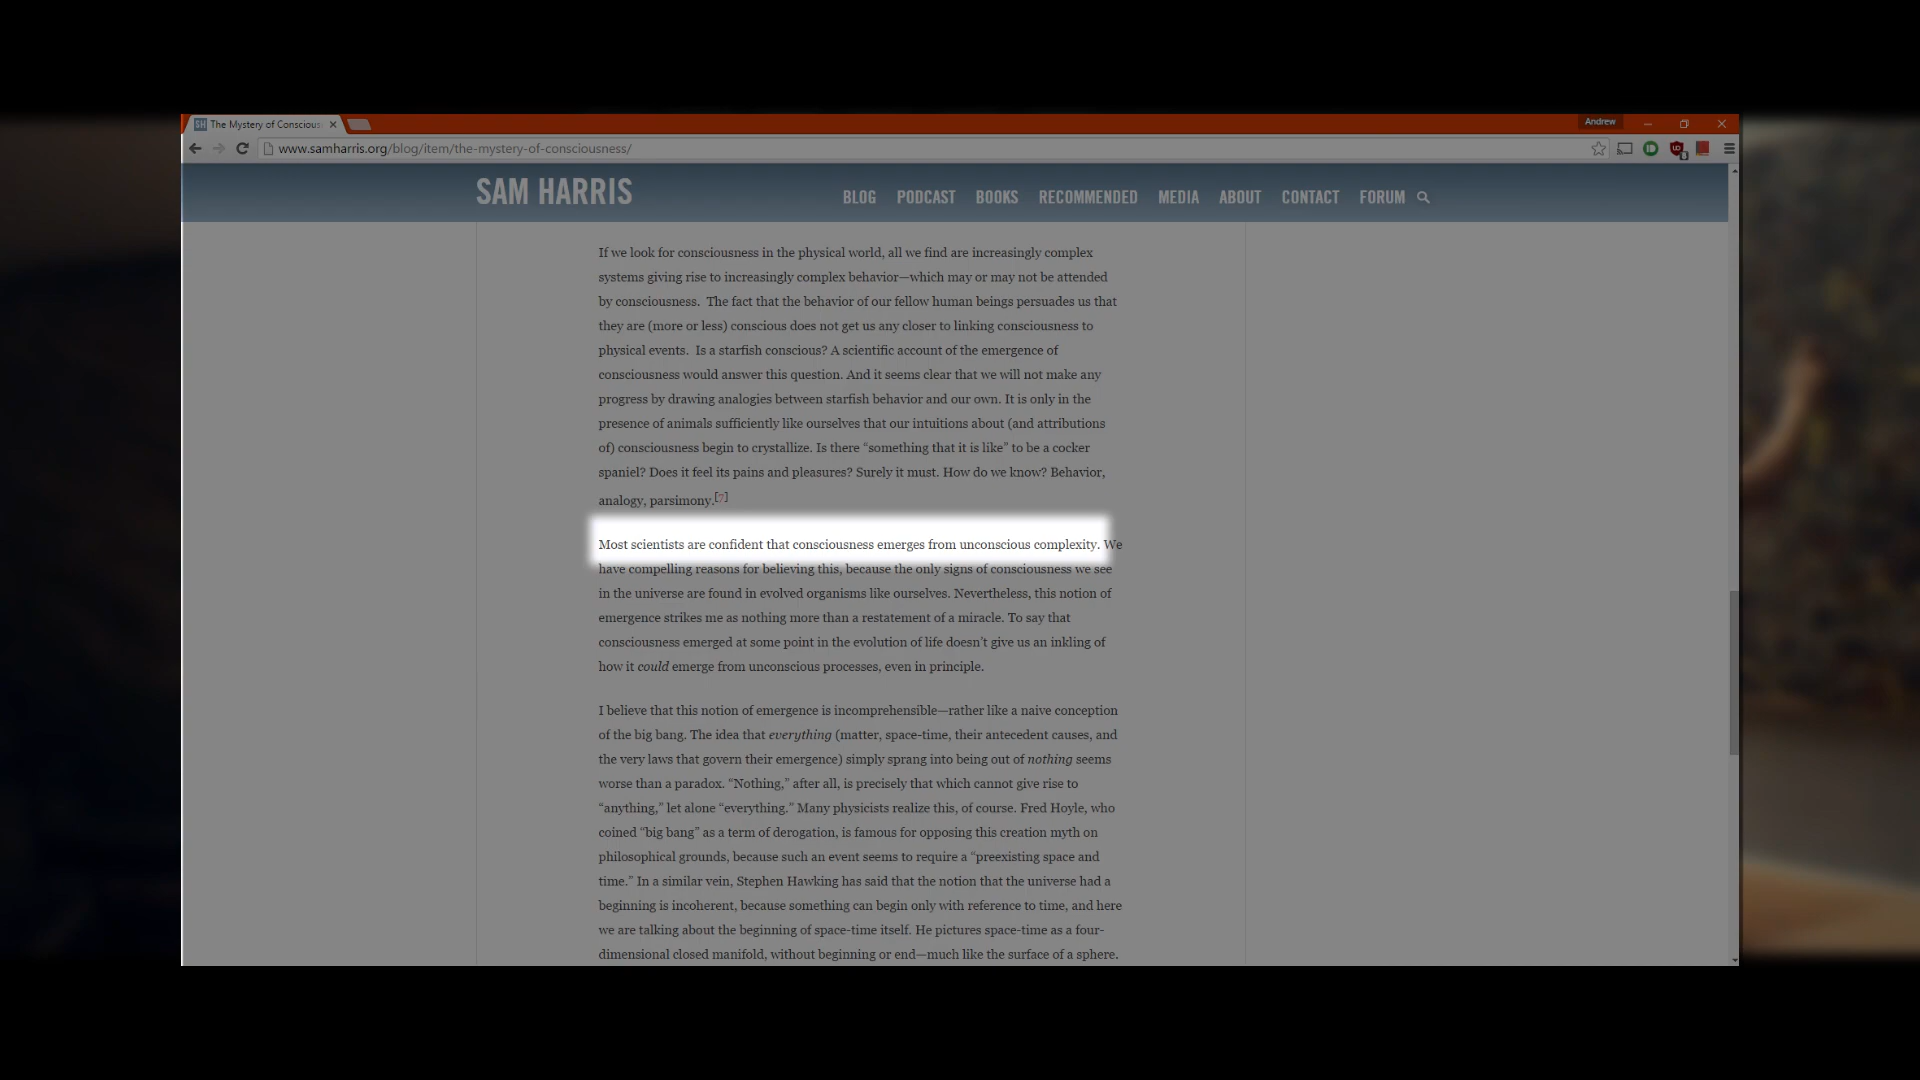 The Mystery of Conscious
Andrew
www.samharris.org/blog/item/the-mystery-of-consciousness/
SAM HARRIS
BLOG PODCAST BOOKS RECOMMENDED MEDIA ABOUT CONTACT FORUM
If we look for consciousness in the physical world, all we find are increasingly complex
systems giving rise to increasingly complex behavior—which may or may not be attended
by consciousness.  The fact that the behavior of our fellow human beings persuades us that
they are (more or less) conscious does not get us any closer to linking consciousness to
physical events.  Is a starfish conscious? A scientific account of the emergence of
consciousness would answer this question. And it seems clear that we will not make any
progress by drawing analogies between starfish behavior and our own. It is only in the
presence of animals sufficiently like ourselves that our intuitions about (and attributions
of) consciousness begin to crystallize. Is there “something that it is like” to be a cocker
spaniel? Does it feel its pains and pleasures? Surely it must. How do we know? Behavior,
analogy, parsimony.[7]
Most scientists are confident that consciousness emerges from unconscious complexity. We
have compelling reasons for believing this, because the only signs of consciousness we see
in the universe are found in evolved organisms like ourselves. Nevertheless, this notion of
emergence strikes me as nothing more than a restatement of a miracle. To say that
consciousness emerged at some point in the evolution of life doesn’t give us an inkling of
how it could emerge from unconscious processes, even in principle.
I believe that this notion of emergence is incomprehensible—rather like a naive conception
of the big bang. The idea that everything (matter, space-time, their antecedent causes, and
the very laws that govern their emergence) simply sprang into being out of nothing seems
worse than a paradox. “Nothing,” after all, is precisely that which cannot give rise to
“anything,” let alone “everything.” Many physicists realize this, of course. Fred Hoyle, who
coined “big bang” as a term of derogation, is famous for opposing this creation myth on
philosophical grounds, because such an event seems to require a “preexisting space and
time.” In a similar vein, Stephen Hawking has said that the notion that the universe had a
beginning is incoherent, because something can begin only with reference to time, and here
we are talking about the beginning of space-time itself. He pictures space-time as a four-
dimensional closed manifold, without beginning or end—much like the surface of a sphere.